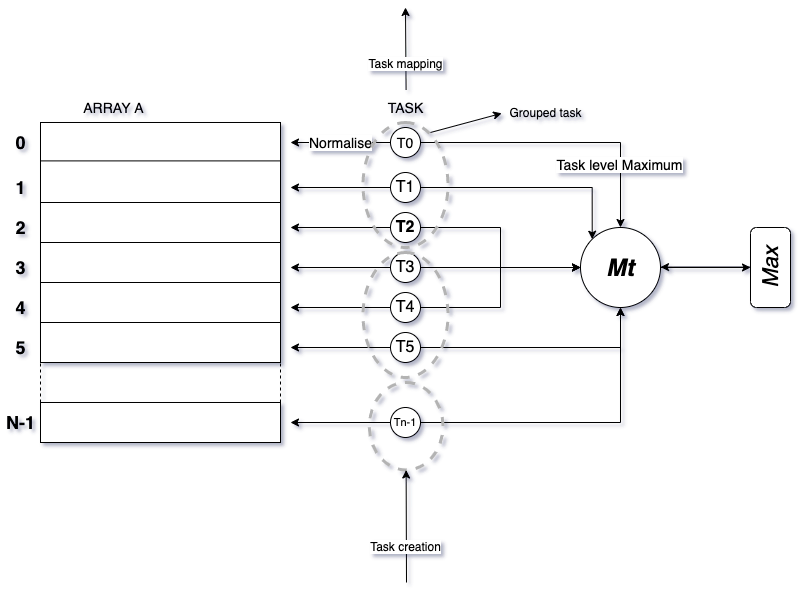 Task mapping
ARRAY A
TASK
Grouped task
0
Normalise
T0
Task level Maximum
1
T1
2
T2
3
T3
Mt
Max
4
T4
5
T5
N-1
Tn-1
Task creation